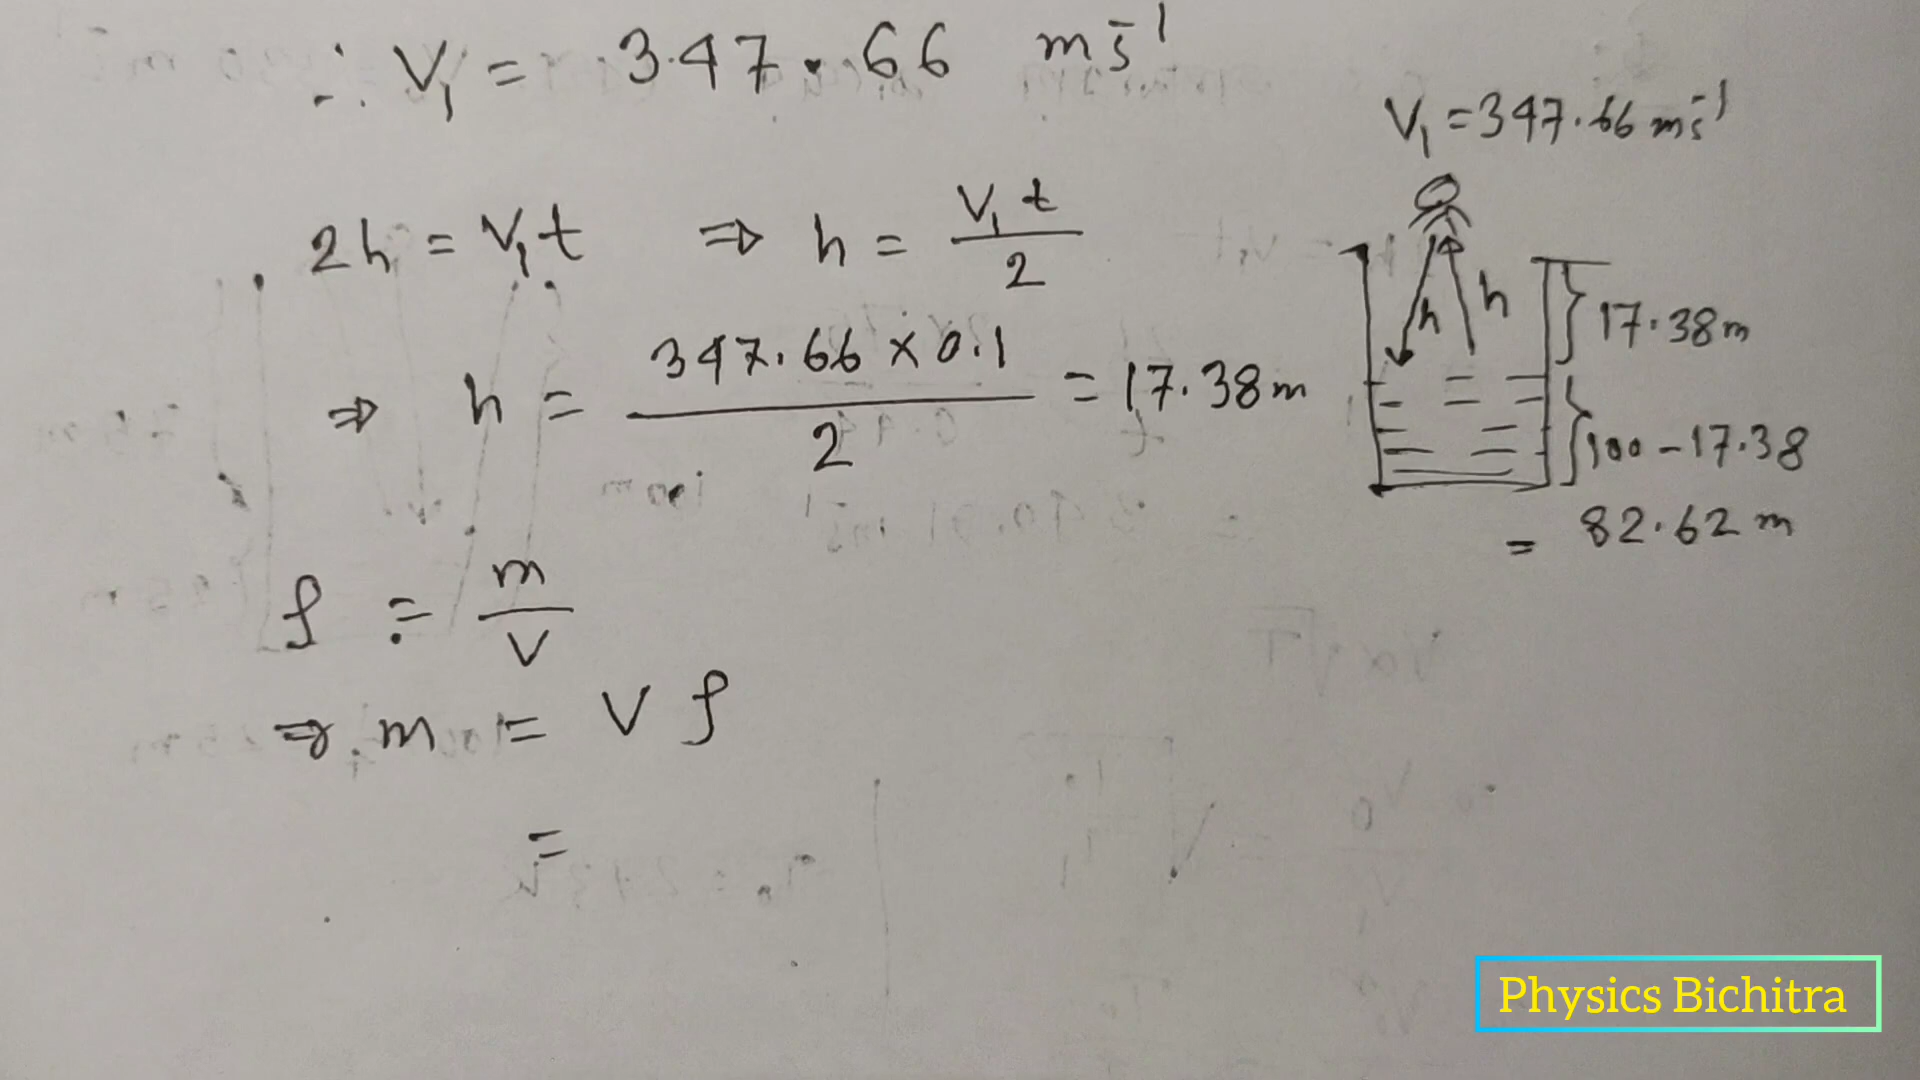 ∴ V₁ = 347.66 ms⁻¹
2h = V₁t ⇒ h = V₁t / 2
⇒ h = 347.66 × 0.1 / 2 = 17.38m
ρ = m / V
⇒ m = V ρ
=
V₁ = 347.66 ms⁻¹
h h
17.38m
100 - 17.38
= 82.62 m
Physics Bichitra